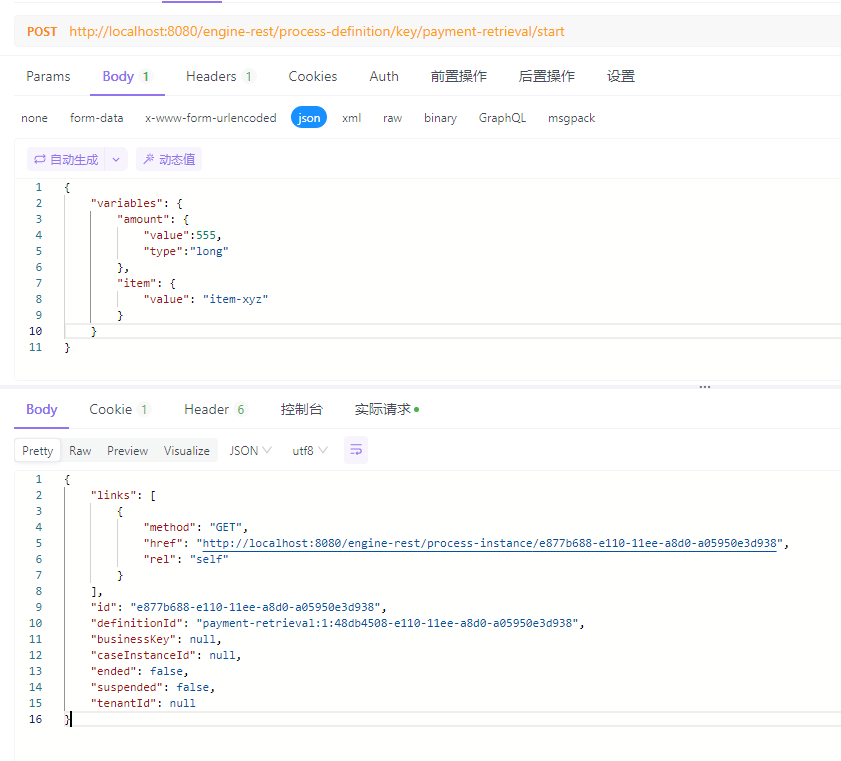 POST http://localhost:8080/engine-rest/process-definition/key/payment-retrieval/start
Params Body 1 Headers 1 Cookies Auth 前置操作 后置操作 设置
none form-data x-www-form-urlencoded json xml raw binary GraphQL msgpack
自动生成 动态值
1 {
2 "variables": {
3 "amount": {
4 "value":555,
5 "type":"long"
6 },
7 "item": {
8 "value": "item-xyz"
9 }
10 }
11 }
Body Cookie 1 Header 6 控制台 实际请求
Pretty Raw Preview Visualize JSON utf8
1 {
2 "links": [
3 {
4 "method": "GET",
5 "href": "http://localhost:8080/engine-rest/process-instance/e877b688-e110-11ee-a8d0-a05950e3d938",
6 "rel": "self"
7 }
8 ],
9 "id": "e877b688-e110-11ee-a8d0-a05950e3d938",
10 "definitionId": "payment-retrieval:1:48db4508-e110-11ee-a8d0-a05950e3d938",
11 "businessKey": null,
12 "caseInstanceId": null,
13 "ended": false,
14 "suspended": false,
15 "tenantId": null
16 }